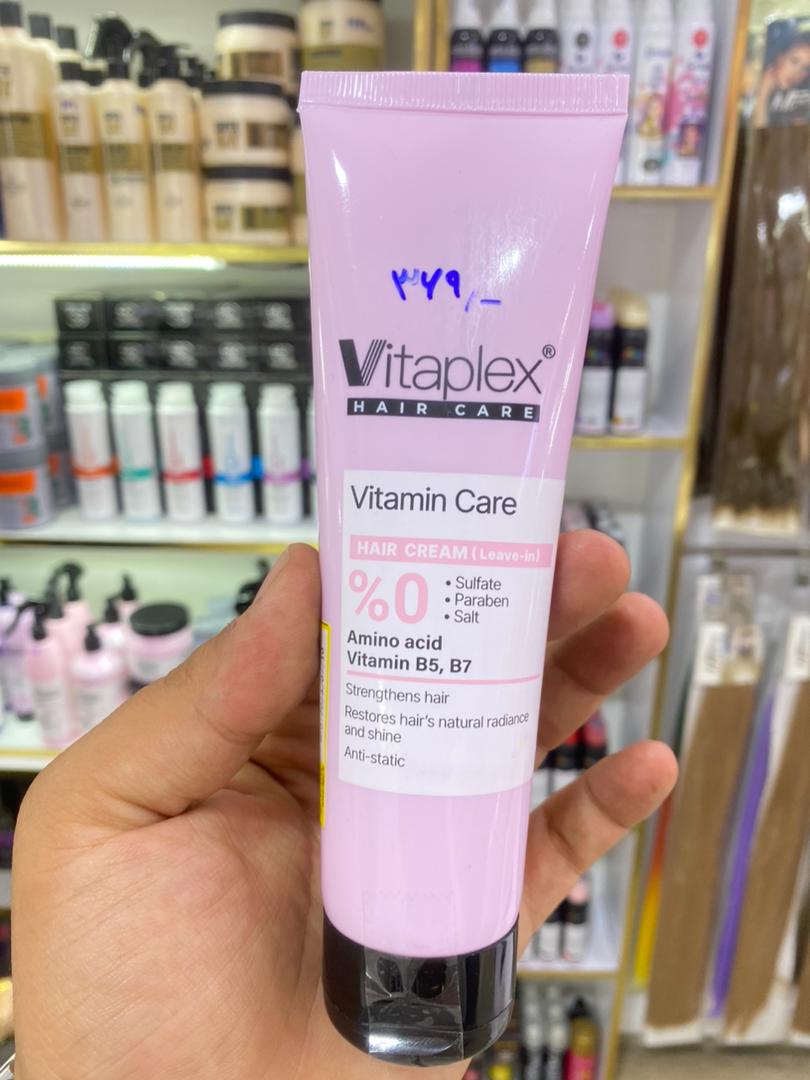 ۳۷۹,-
Vitaplex®
HAIR CARE
Vitamin Care
HAIR CREAM (Leave-in)
%0
• Sulfate
• Paraben
• Salt
Amino acid
Vitamin B5, B7
Strengthens hair
Restores hair's natural radiance
and shine
Anti-static